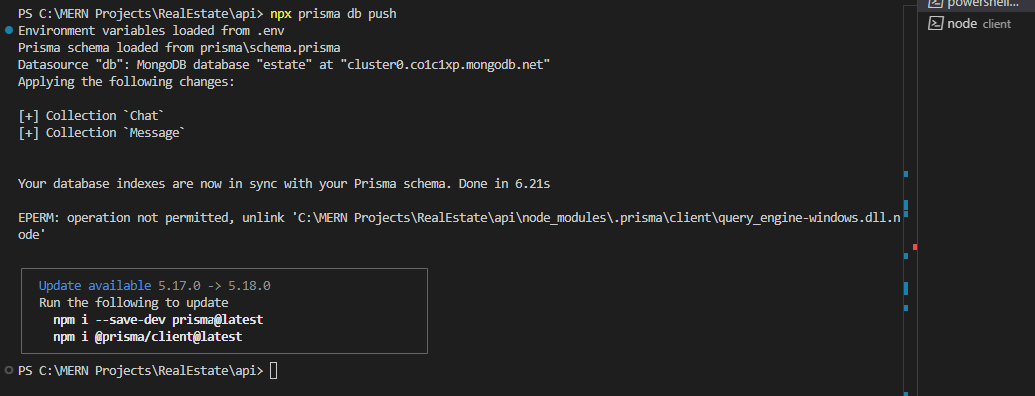 PS C:\MERN Projects\RealEstate\api> npx prisma db push
Environment variables loaded from .env
Prisma schema loaded from prisma\schema.prisma
Datasource "db": MongoDB database "estate" at "cluster0.co1c1xp.mongodb.net"
Applying the following changes:
[+] Collection `Chat`
[+] Collection `Message`
Your database indexes are now in sync with your Prisma schema. Done in 6.21s
EPERM: operation not permitted, unlink 'C:\MERN Projects\RealEstate\api\node_modules\.prisma\client\query_engine-windows.dll.n
ode'
Update available 5.17.0 -> 5.18.0
Run the following to update
npm i --save-dev prisma@latest
npm i @prisma/client@latest
PS C:\MERN Projects\RealEstate\api>
powershell...
node client